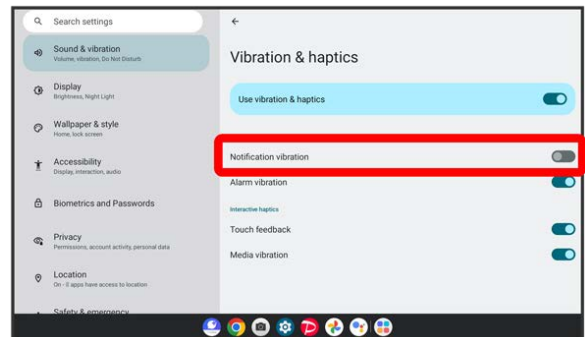 Search settings
Sound & vibration
Volume, vibration, Do Not Disturb
Display
Brightness, Night Light
Wallpaper & style
Home, lock screen
Accessibility
Display, interaction, audio
Biometrics and Passwords
Privacy
Permissions, account activity, personal data
Location
On - 0 apps have access to location
Safety & emergency
Vibration & haptics
Use vibration & haptics
Notification vibration
Alarm vibration
Interactive haptics
Touch feedback
Media vibration